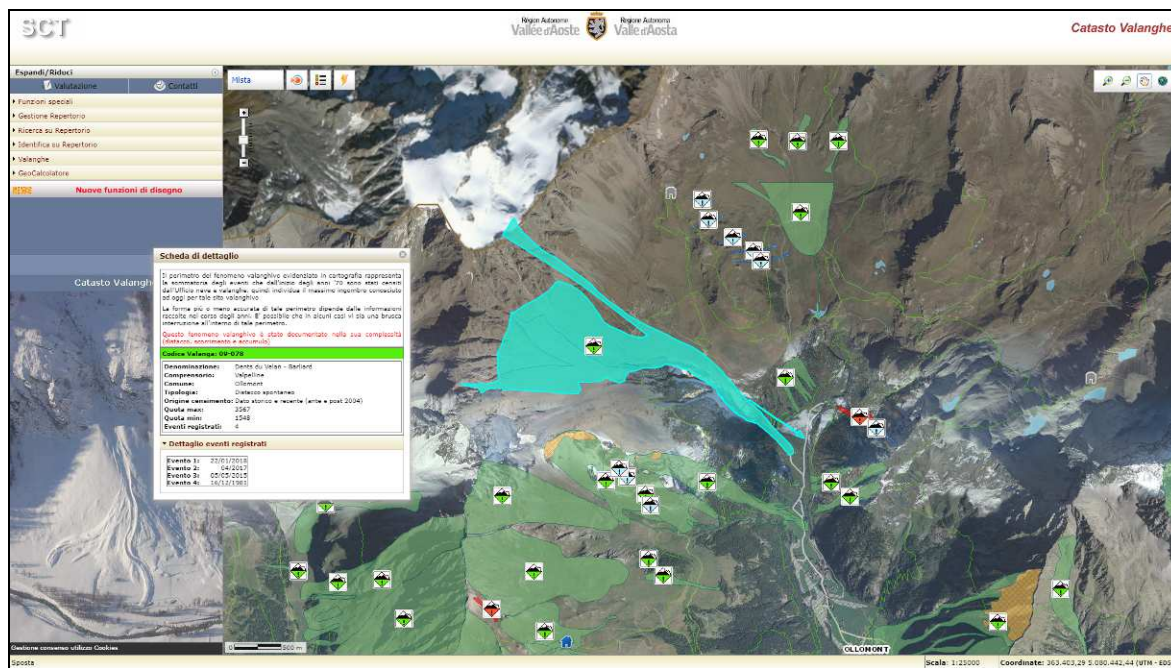 SCT
Région Autonome
Vallée d'Aoste
Regione Autonoma
Valle d'Aosta
Catasto Valanghe
Espandi/Riduci
Valutazione
Contatti
Funzioni speciali
Gestione Repertorio
Ricerca su Repertorio
Identifica su Repertorio
Valanghe
GeoCalcolatore
Nuove funzioni di disegno
Mista
Catasto Valangh
Scheda di dettaglio
Il perimetro del fenomeno valanghivo evidenziato in cartografia rappresenta
la sommatoria degli eventi che dall'inizio degli anni '70 sono stati censiti
dall'Ufficio neve e valanghe, quindi individua il massimo ingombro conosciuto
ad oggi per tale sito valanghivo
La forma più o meno accurata di tale perimetro dipende dalle informazioni
raccolte nel corso degli anni. E' possibile che in alcuni casi vi sia una brusca
interruzione all'interno di tale perimetro.
Questo fenomeno valanghivo è stato documentato nella sua complessità
(distacco, scorrimento e accumulo)
Codice Valanga: 09-078
Denominazione: Dents du Velan - Barliard
Comprensorio: Valpelline
Comune: Ollomont
Tipologia: Distacco spontaneo
Origine censimento: Dato storico e recente (ante e post 2004)
Quota max: 3567
Quota min: 1548
Eventi registrati: 4
Dettaglio eventi registrati
Evento 1: 22/01/2018
Evento 2: 04/2017
Evento 3: 05/05/2015
Evento 4: 16/12/1981
OLLOMONT
0 500 m
Gestione consenso utilizzo Cookies
Sposta
Scala: 1:25000
Coordinate: 363.403,29 5.080.442,44 (UTM - ED